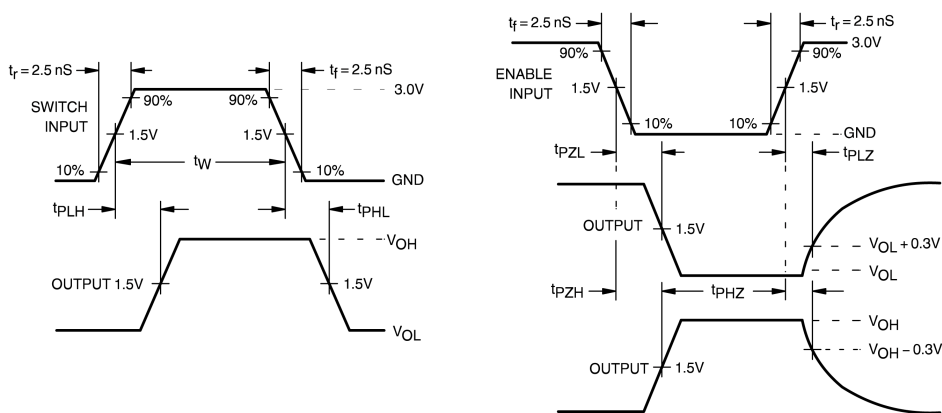 tr = 2.5 nS
tf = 2.5 nS
3.0V
SWITCH
INPUT
90%
90%
1.5V
1.5V
tW
10%
10%
GND
tPLH
tPHL
VOH
OUTPUT 1.5V
1.5V
VOL
tf = 2.5 nS
tr = 2.5 nS
3.0V
90%
90%
ENABLE
INPUT
1.5V
1.5V
10%
10%
GND
tPZL
tPLZ
OUTPUT
1.5V
VOL + 0.3V
VOL
tPZH
tPHZ
VOH
VOH – 0.3V
OUTPUT
1.5V